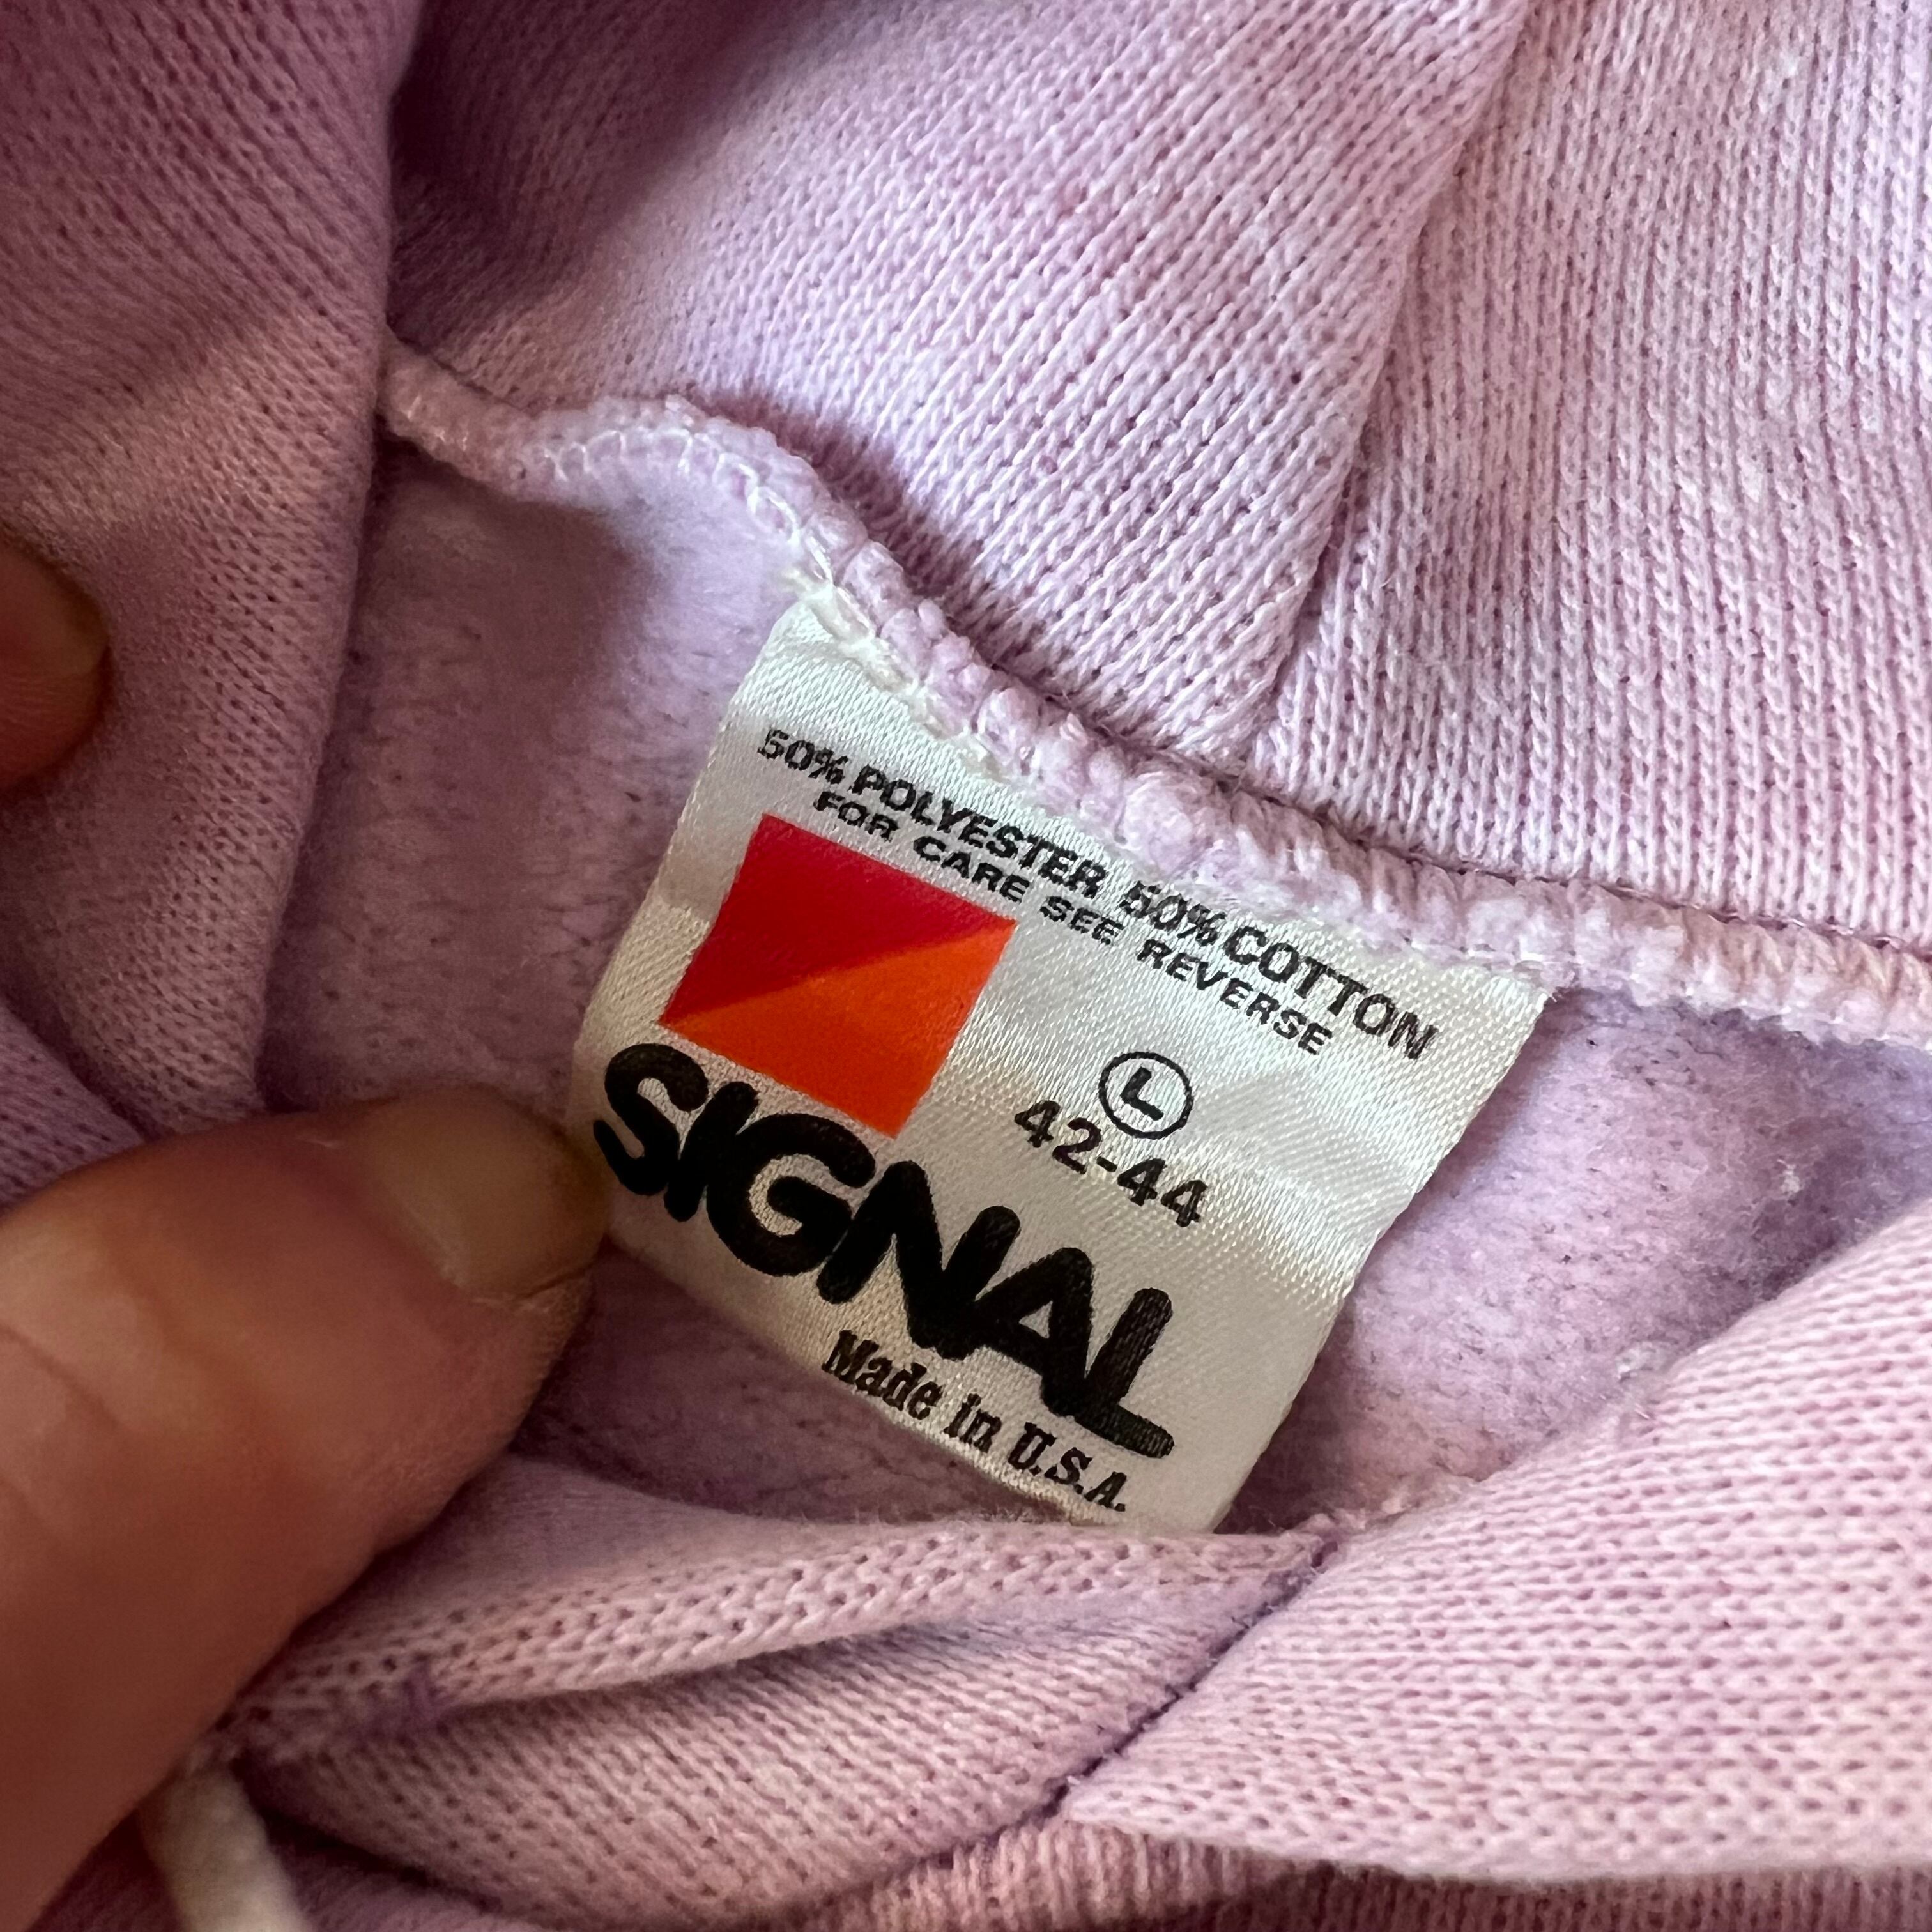 50% POLYESTER 50% COTTON
FOR CARE SEE REVERSE
L
42-44
SIGNAL
Made in U.S.A.